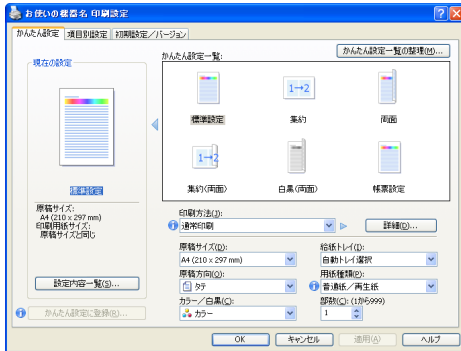 お使いの機器名 印刷設定
かんたん設定 項目別設定 初期設定／バージョン
現在の設定
かんたん設定一覧:
かんたん設定一覧の整理(M)...
1→2
標準設定
集約
両面
1→2
集約(両面)
白黒(両面)
帳票設定
標準設定
原稿サイズ:
A4 (210 x 297 mm)
印刷用紙サイズ:
原稿サイズと同じ
設定内容一覧(S)...
かんたん設定に登録(R)...
印刷方法(J):
通常印刷
詳細(D)...
原稿サイズ(D):
A4 (210 x 297 mm)
給紙トレイ(I):
自動トレイ選択
原稿方向(O):
タテ
用紙種類(P):
普通紙／再生紙
カラー／白黒(C):
カラー
部数(C): (1から999)
1
OK
キャンセル
適用(A)
ヘルプ